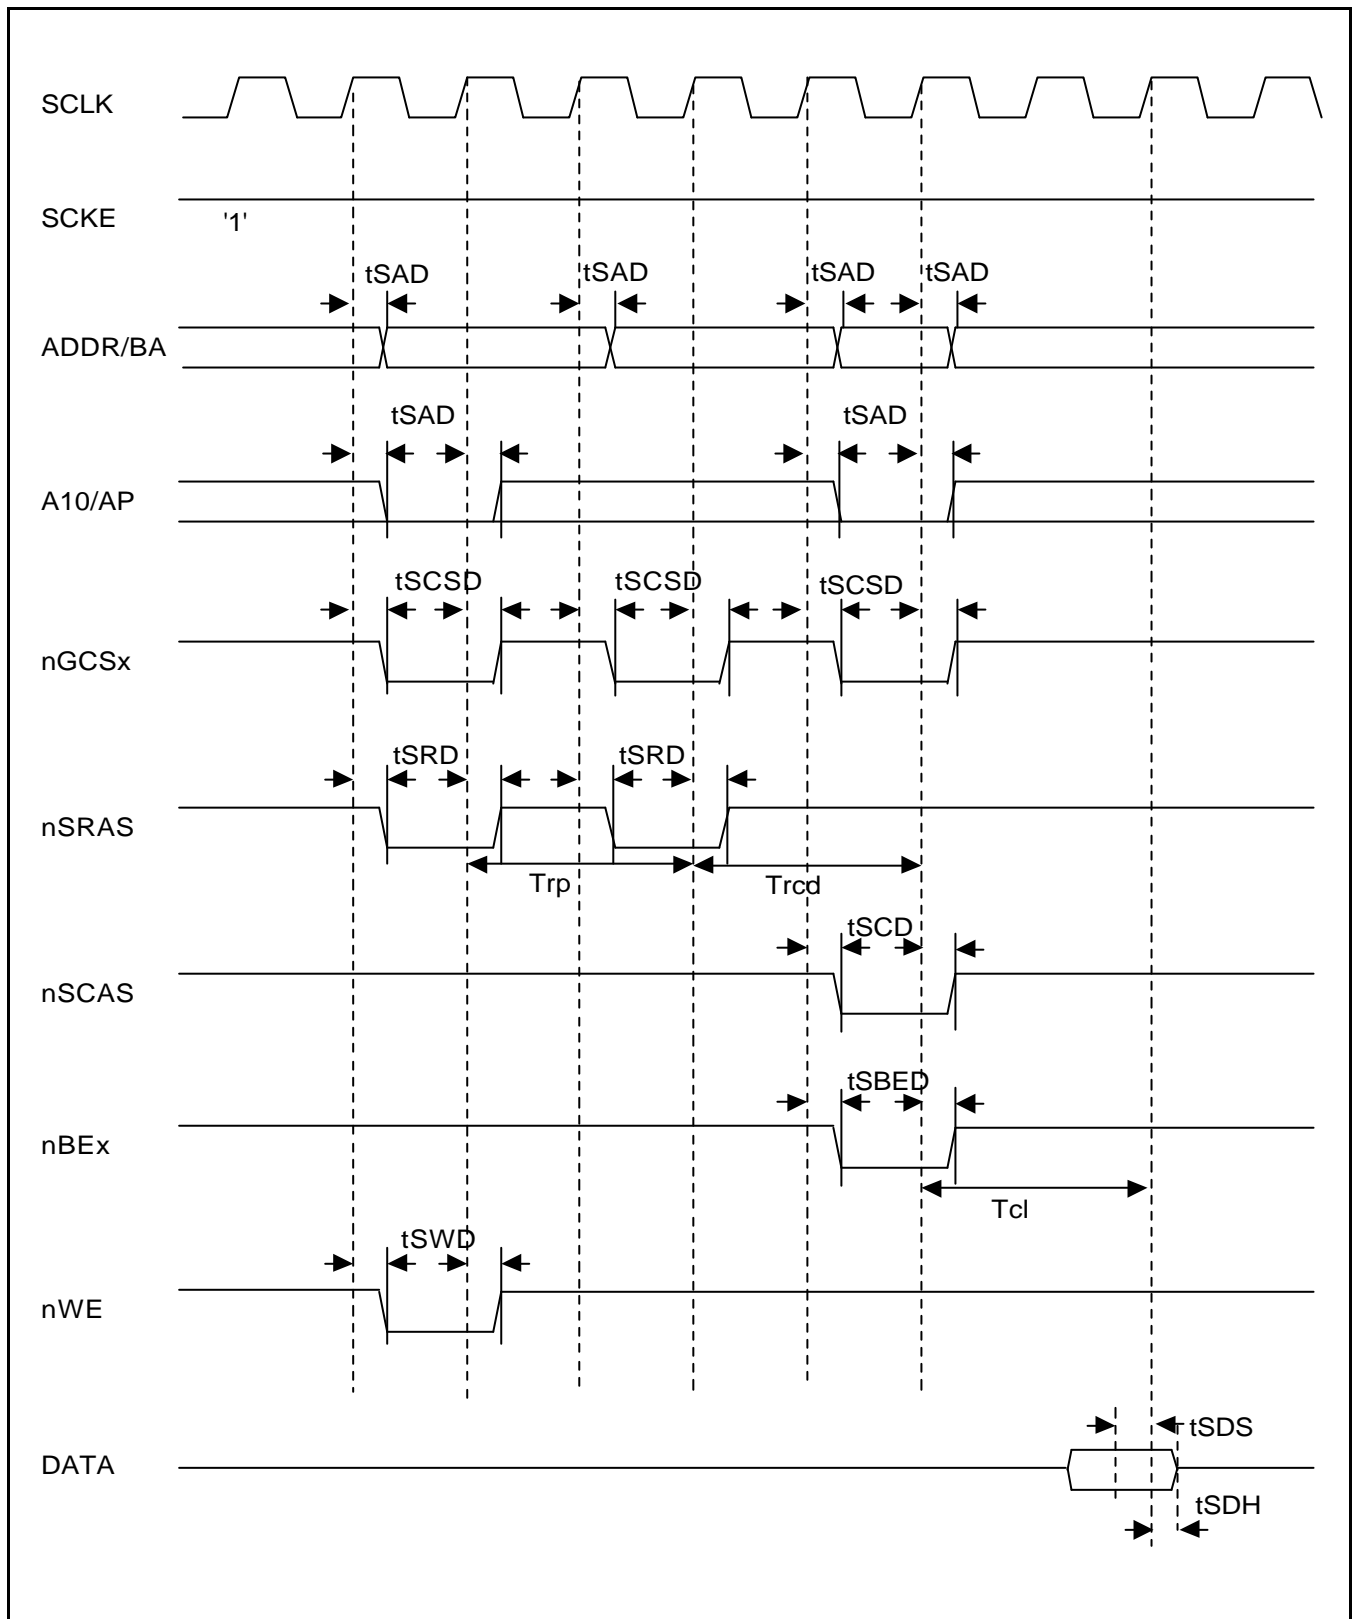 SCLK
SCKE '1'
tSAD tSAD tSAD tSAD
ADDR/BA
tSAD tSAD
A10/AP
tSCSD tSCSD tSCSD
nGCSx
tSRD tSRD
nSRAS
Trp Trcd
tSCD
nSCAS
tSBED
nBEx
Tcl
tSWD
nWE
tSDS
DATA
tSDH